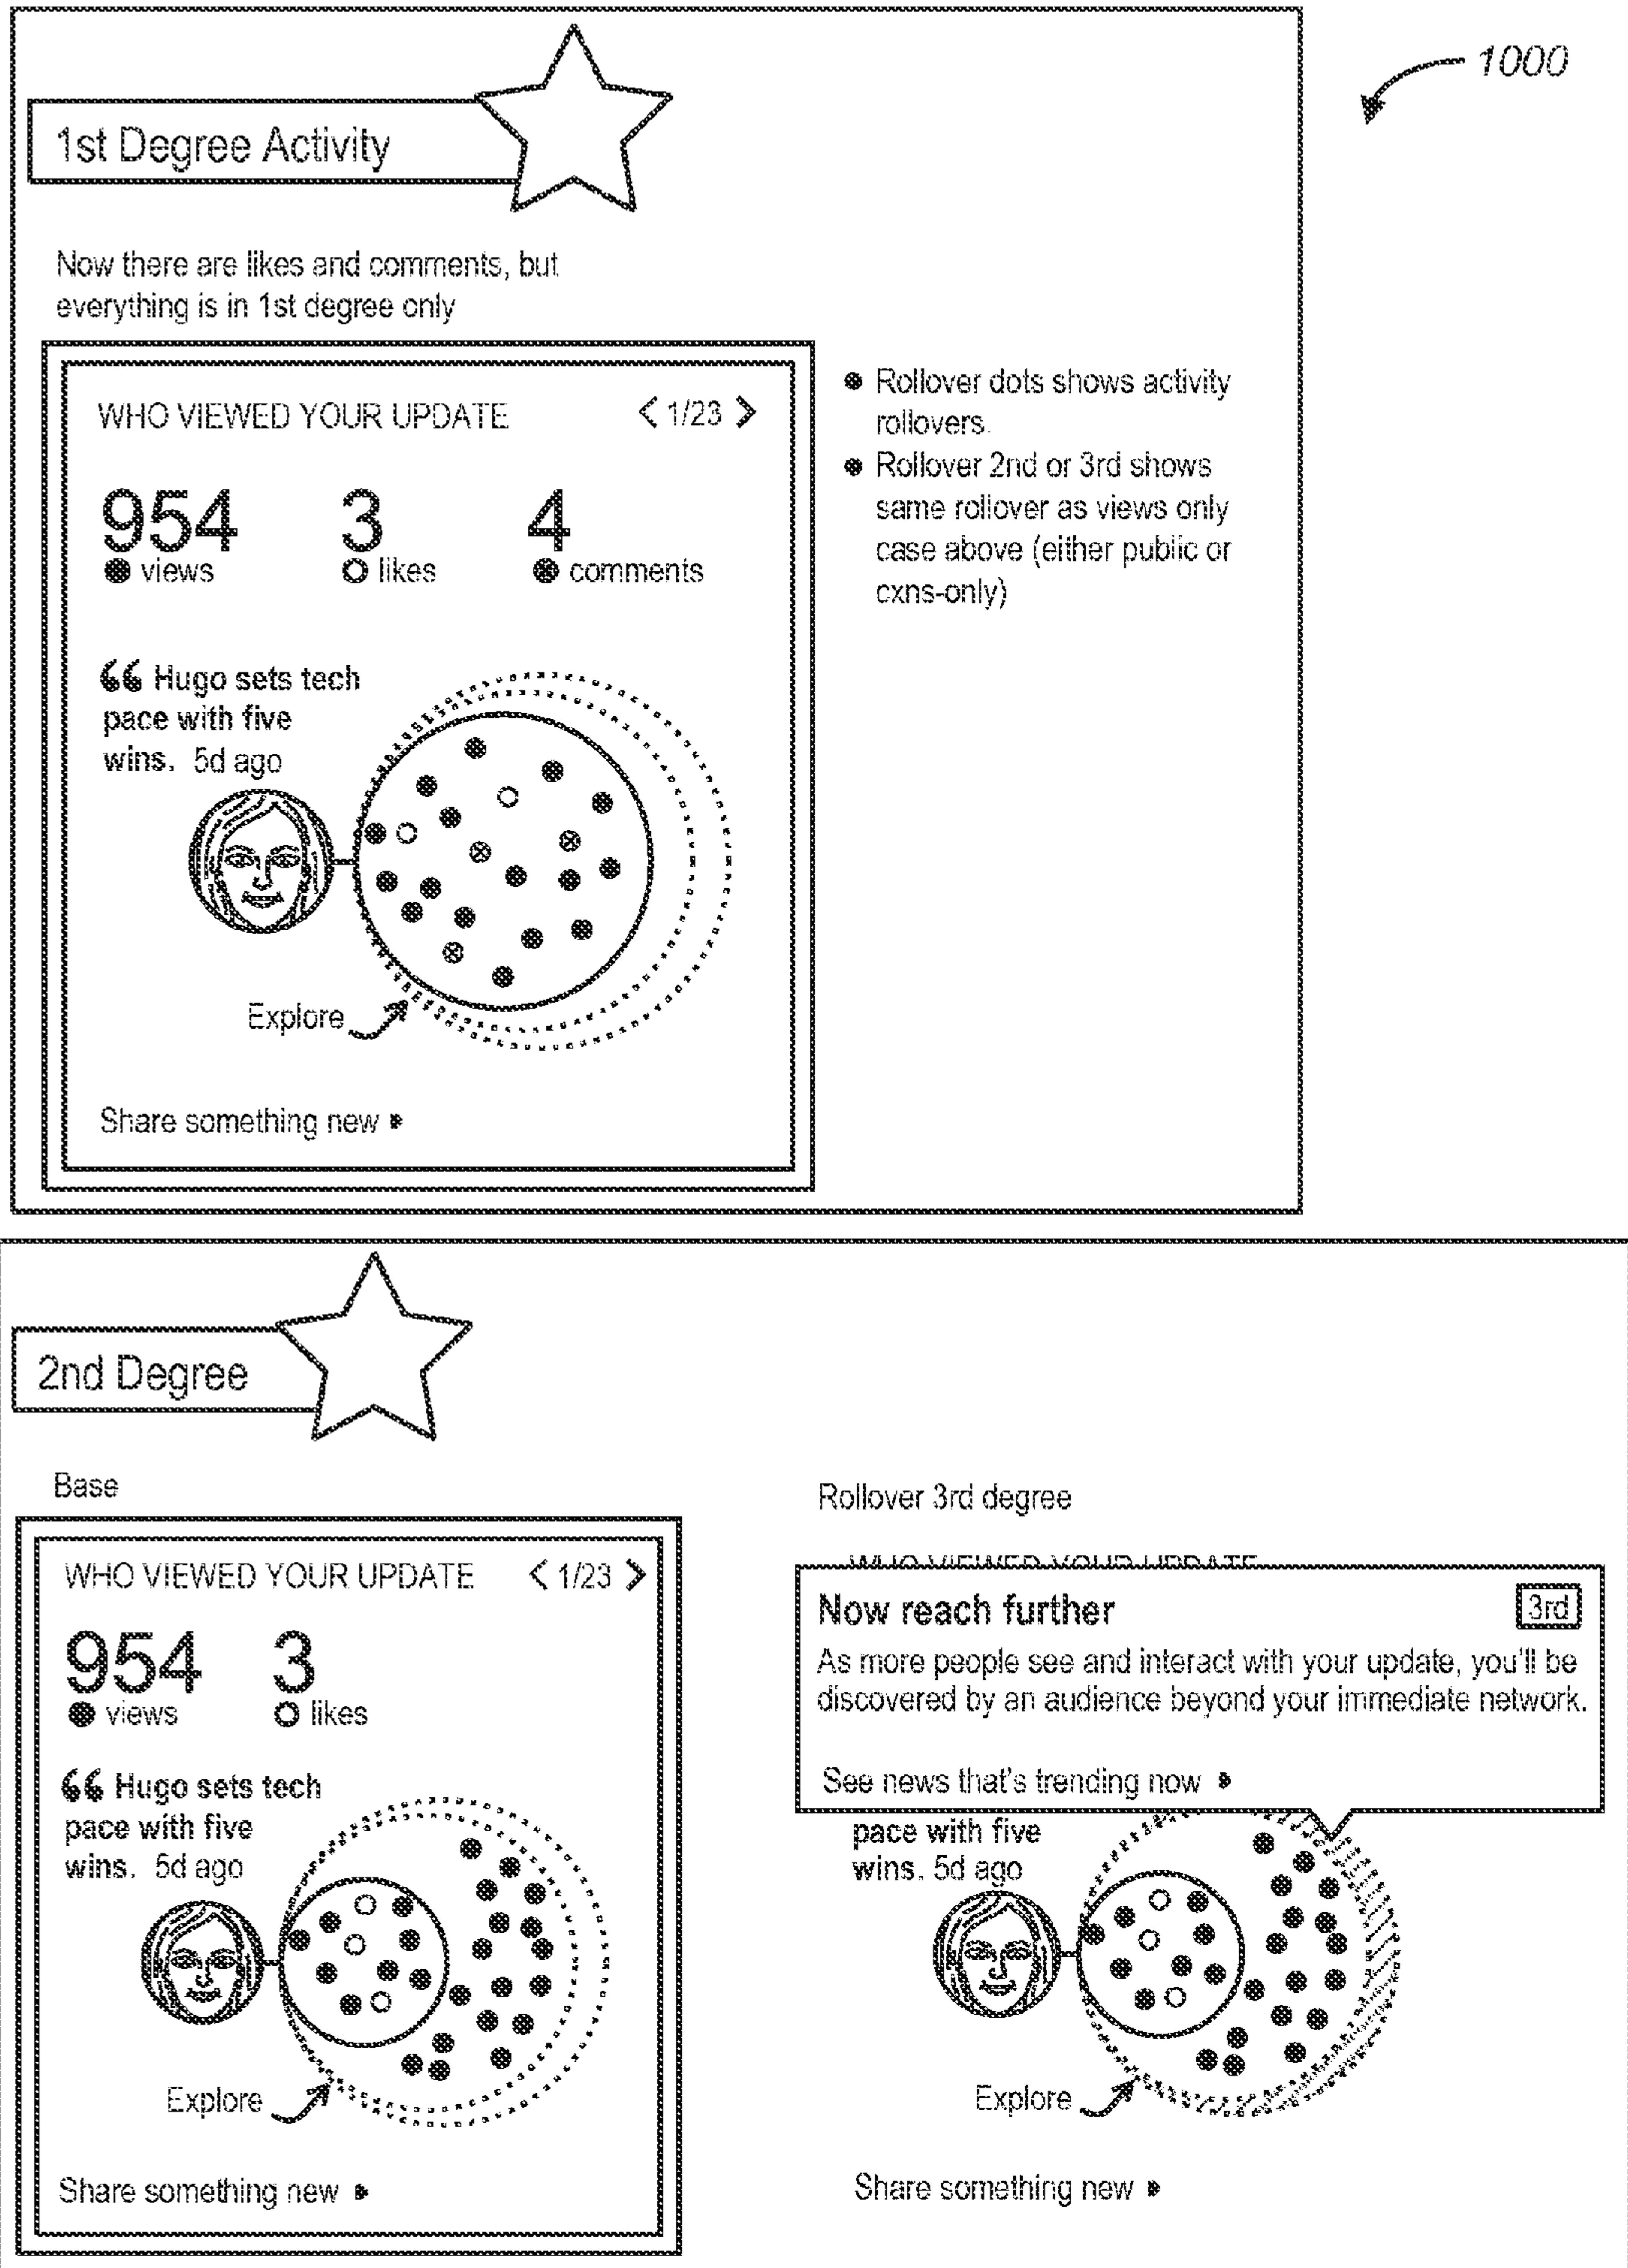 1000
1st Degree Activity
Now there are likes and comments, but
everything is in 1st degree only
WHO VIEWED YOUR UPDATE < 1/23 >
954 3 4
views likes comments
“ Hugo sets tech
pace with five
wins. 5d ago
Explore
Share something new
● Rollover dots shows activity
rollovers.
● Rollover 2nd or 3rd shows
same rollover as views only
case above (either public or
cxns-only)
2nd Degree
Base
WHO VIEWED YOUR UPDATE < 1/23 >
954 3
views likes
“ Hugo sets tech
pace with five
wins. 5d ago
Explore
Share something new
Rollover 3rd degree
WHO VIEWED YOUR UPDATE
Now reach further 3rd
As more people see and interact with your update, you'll be
discovered by an audience beyond your immediate network.
See news that's trending now
pace with five
wins. 5d ago
Explore
Share something new